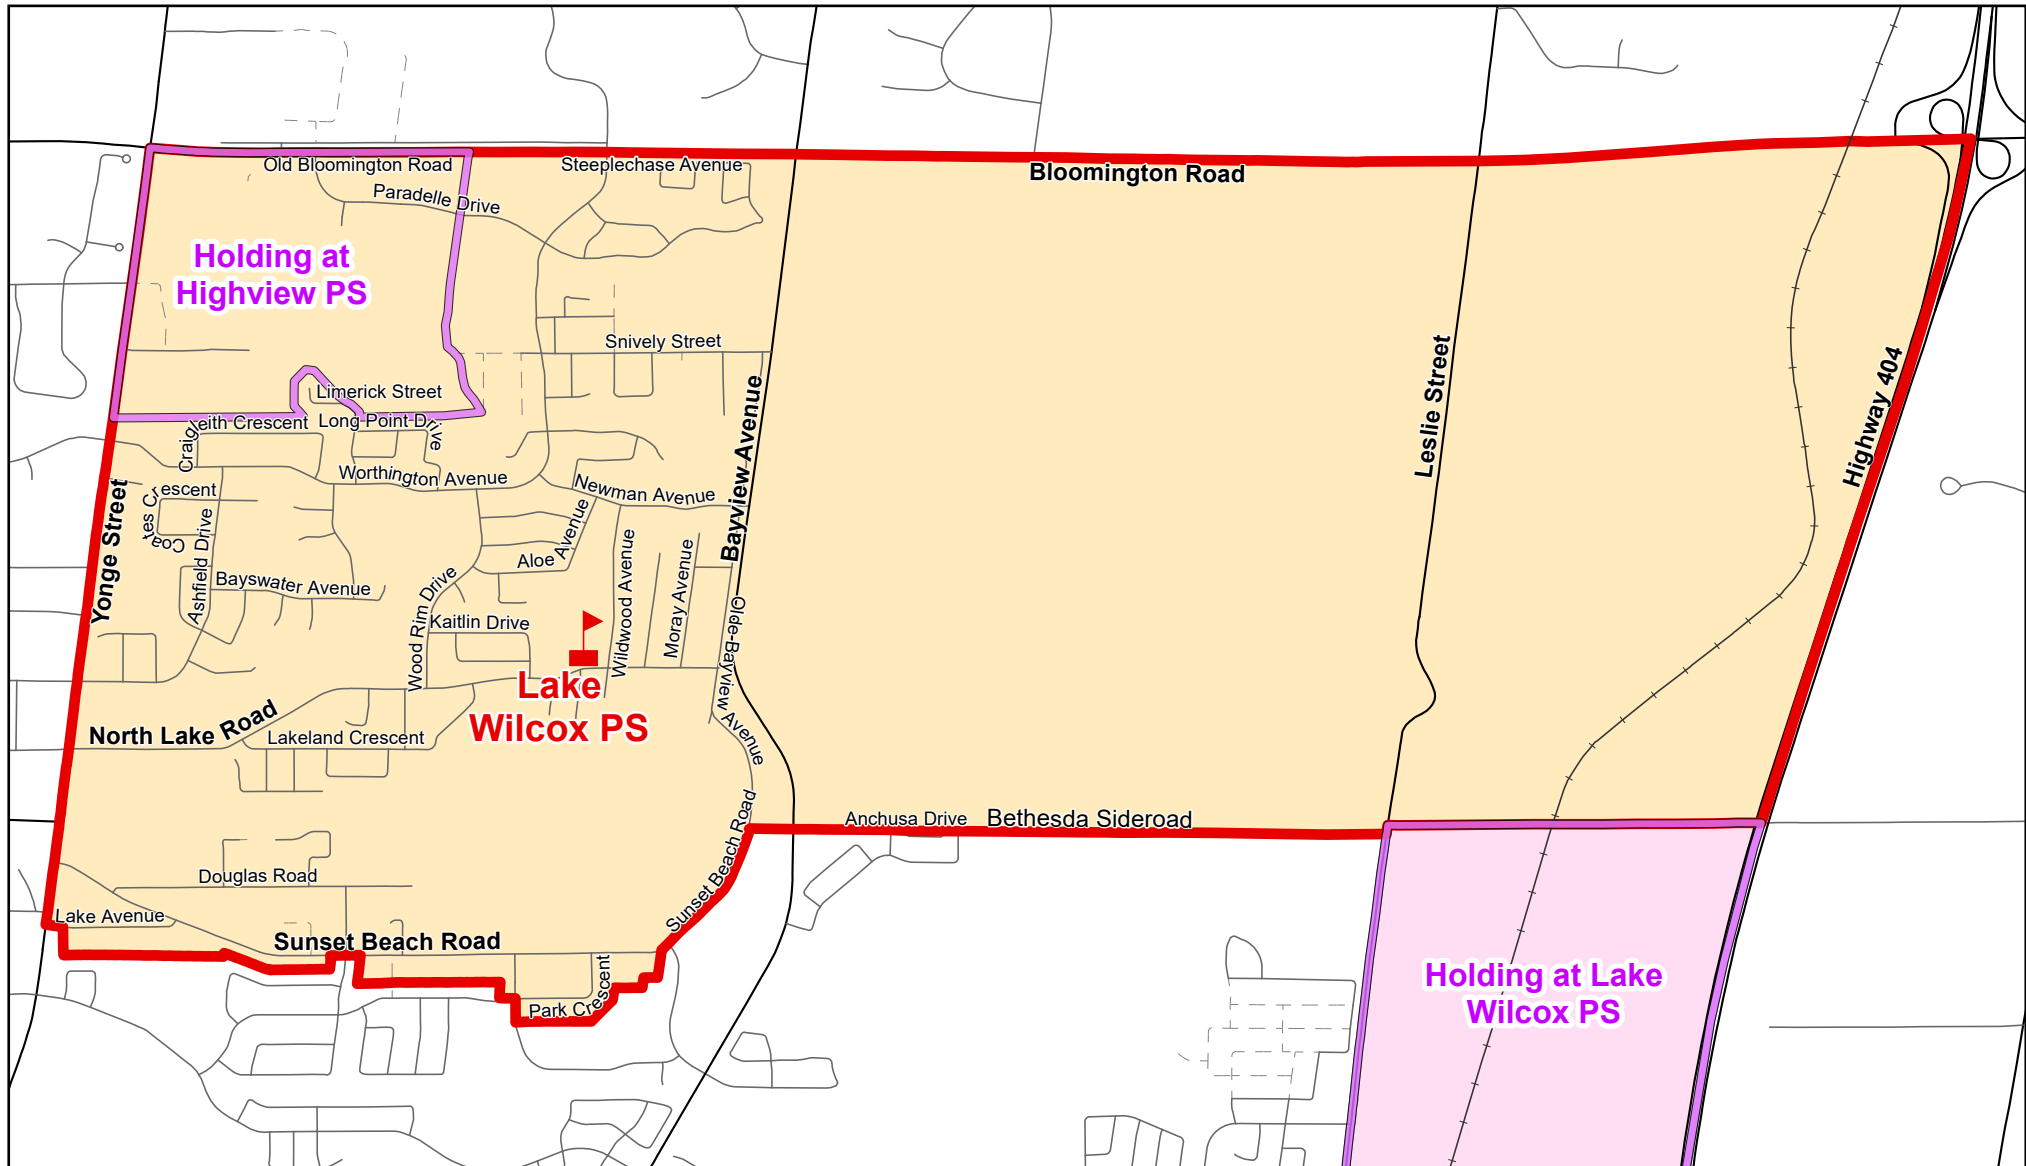 Old Bloomington Road
Steeplechase Avenue
Bloomington Road
Paradelle Drive
Holding at
Highview PS
Snively Street
Limerick Street
Craigleith Crescent
Long Point Drive
Worthington Avenue
Newman Avenue
Bayview Avenue
Leslie Street
Highway 404
Yonge Street
Coates Crescent
Ashfield Drive
Aloe Avenue
Wildwood Avenue
Moray Avenue
Bayswater Avenue
Wood Rim Drive
Kaitlin Drive
Olde-Bayview Avenue
Lake
Wilcox PS
North Lake Road
Lakeland Crescent
Anchusa Drive
Bethesda Sideroad
Sunset Beach Road
Douglas Road
Lake Avenue
Sunset Beach Road
Park Crescent
Holding at Lake
Wilcox PS